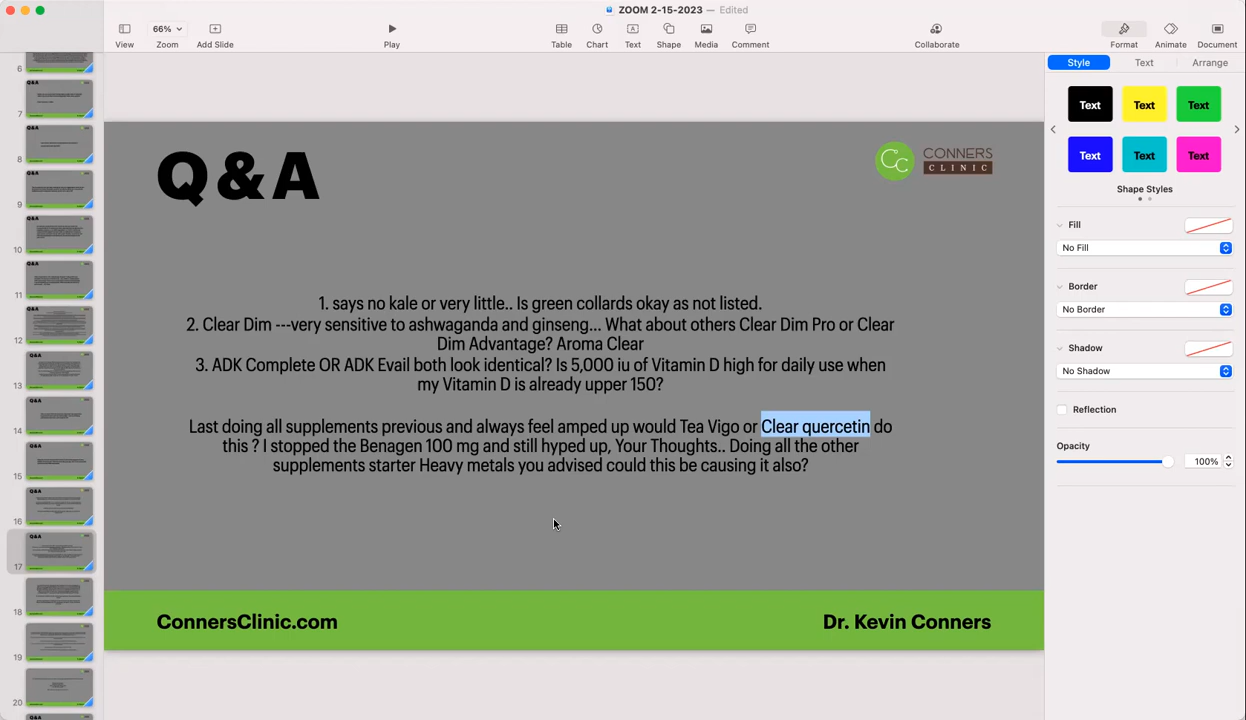 ZOOM 2-15-2023 — Edited
66%
View
Zoom
Add Slide
Play
Table
Chart
Text
Shape
Media
Comment
Collaborate
Format
Animate
Document
6
7
8
9
10
11
12
13
14
15
16
17
18
19
20
Q&A
Q&A
Q&A
Q&A
Q&A
Q&A
Q&A
Q&A
CONNERS
CLINIC
1. says no kale or very little.. Is green collards okay as not listed.
2. Clear Dim ---very sensitive to ashwaganda and ginseng... What about others Clear Dim Pro or Clear
Dim Advantage? Aroma Clear
3. ADK Complete OR ADK Evail both look identical? Is 5,000 iu of Vitamin D high for daily use when
my Vitamin D is already upper 150?
Last doing all supplements previous and always feel amped up would Tea Vigo or Clear quercetin do
this ? I stopped the Benagen 100 mg and still hyped up, Your Thoughts.. Doing all the other
supplements starter Heavy metals you advised could this be causing it also?
ConnersClinic.com
Dr. Kevin Conners
Style
Text
Arrange
Text
Text
Text
Text
Text
Text
Shape Styles
Fill
No Fill
Border
No Border
Shadow
No Shadow
Reflection
Opacity
100%